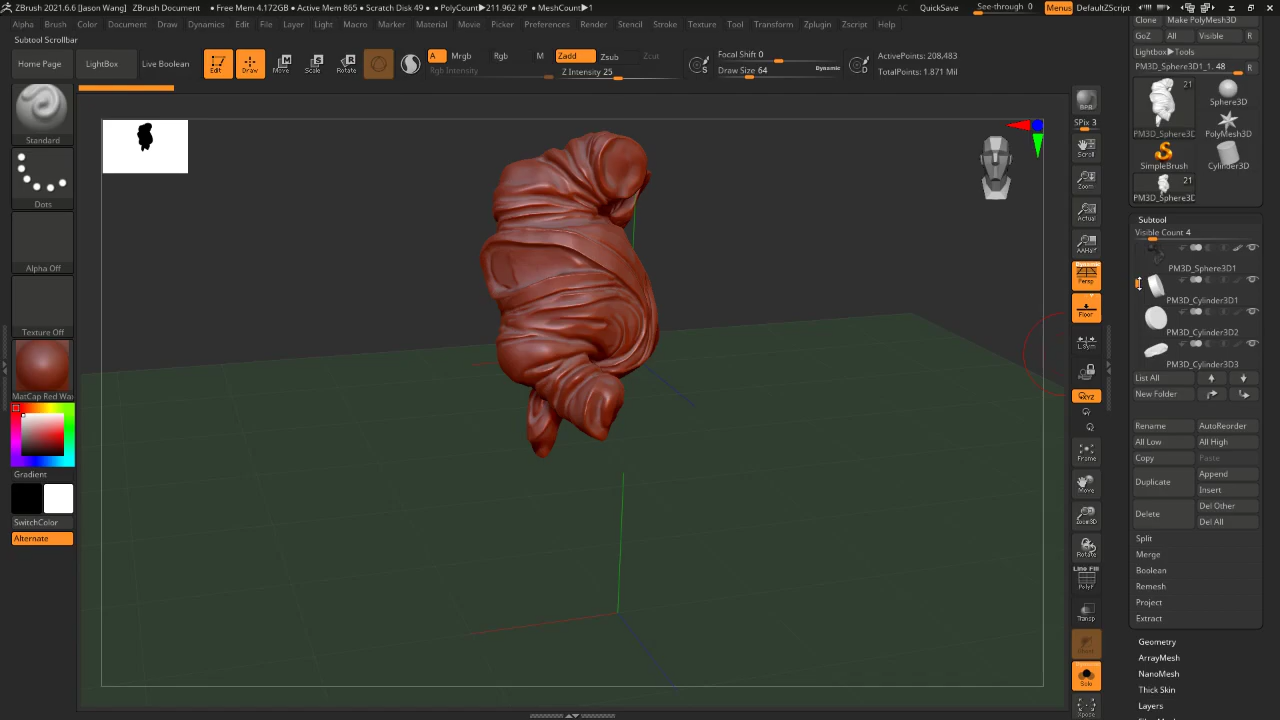 ZBrush 2021.6.6 [Jason Wang] ZBrush Document • Free Mem 4.172GB • Active Mem 865 • Scratch Disk 49 • PolyCount▶211.962 KP • MeshCount▶1 AC QuickSave See-through 0 Menus DefaultZScript
Alpha Brush Color Document Draw Dynamics Edit File Layer Light Macro Marker Material Movie Picker Preferences Render Stencil Stroke Texture Tool Transform Zplugin Zscript Help
Subtool Scrollbar
Home Page LightBox Live Boolean
Edit Draw Move Scale Rotate
A Mrgb Rgb M
Rgb Intensity
Zadd Zsub Zcut
Z Intensity 25
Focal Shift 0
Draw Size 64 Dynamic
S D
ActivePoints: 208,483
TotalPoints: 1.871 Mil
Standard
Dots
Alpha Off
Texture Off
MatCap Red Wa
Gradient
SwitchColor
Alternate
BPR
SPix 3
Scroll
Zoom
Actual
AAHalf
Dynamic
Persp
Floor
L.Sym
XYZ
Frame
Move
Zoom3D
Rotate
Line Fill
PolyF
Transp
Solo
Xpose
Clone Make PolyMesh3D
GoZ All Visible R
Lightbox▶Tools
PM3D_Sphere3D1_1. 48 R
21
Sphere3D
PM3D_Sphere3D PolyMesh3D
SimpleBrush Cylinder3D
21
PM3D_Sphere3D
Subtool
Visible Count 4
PM3D_Sphere3D1
PM3D_Cylinder3D1
PM3D_Cylinder3D2
PM3D_Cylinder3D3
List All
New Folder
Rename AutoReorder
All Low All High
Copy Paste
Duplicate Append
Insert
Delete Del Other
Del All
Split
Merge
Boolean
Remesh
Project
Extract
Geometry
ArrayMesh
NanoMesh
Thick Skin
Layers